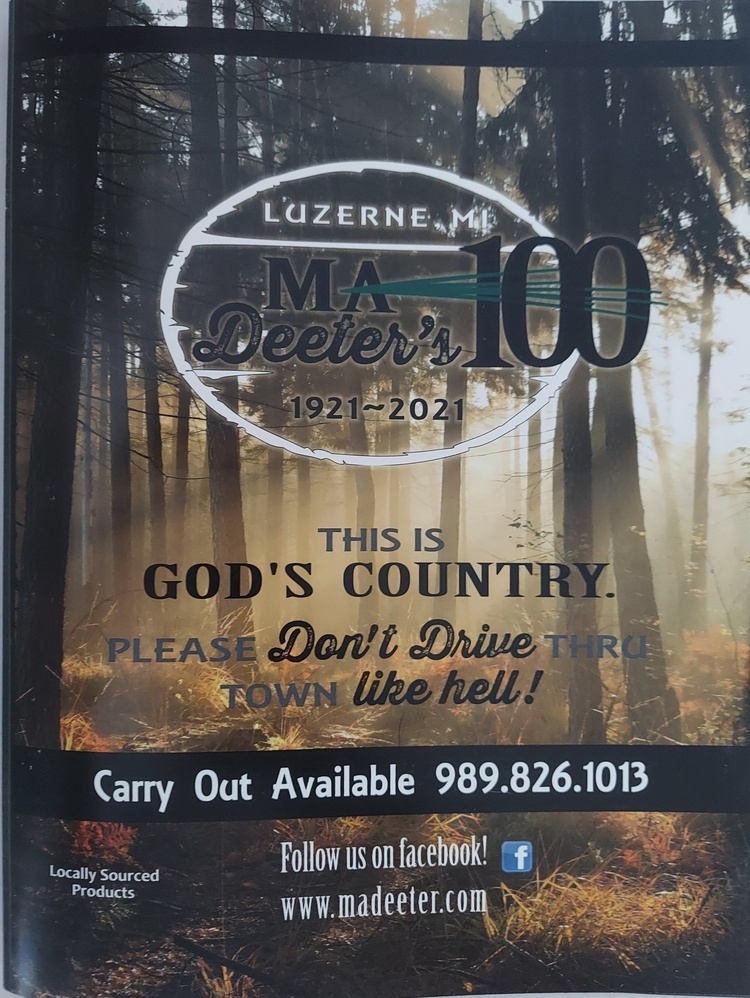 LUZERNE, MI
MA
Deeter's 100
1921~2021
THIS IS
GOD'S COUNTRY.
PLEASE Don't Drive THRU
TOWN like hell!
Carry Out Available 989.826.1013
Follow us on facebook! f
Locally Sourced
Products
www.madeeter.com